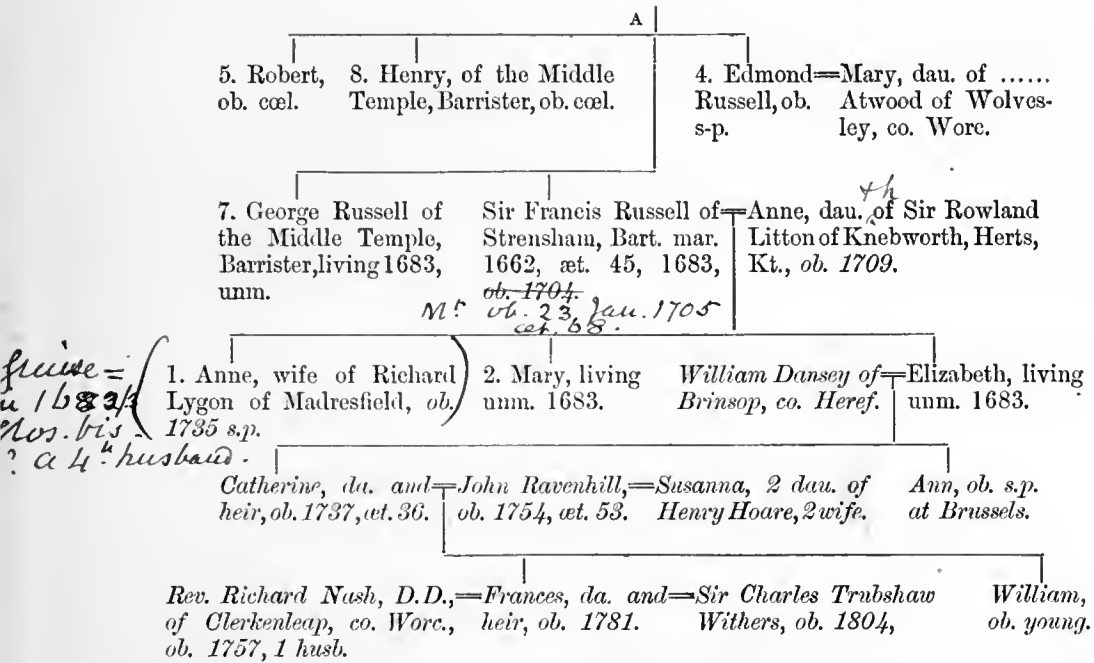 A
5. Robert,
ob. cœl.
8. Henry, of the Middle
Temple, Barrister, ob. cœl.
4. Edmond=Mary, dau. of ......
Russell, ob. Atwood of Wolves-
s-p. ley, co. Worc.
7. George Russell of
the Middle Temple,
Barrister, living 1683,
unm.
Sir Francis Russell of=Anne, dau. of Sir Rowland
Strensham, Bart. mar. Litton of Knebworth, Herts,
1662, æt. 45, 1683, Kt., ob. 1709.
ob. 1704.
Mr. ob. 23, Jan. 1705
æt. 68.
1. Anne, wife of Richard
Lygon of Madresfield, ob.
1735 s.p.
? a 4th husband.
2. Mary, living
unm. 1683.
William Dansey of=Elizabeth, living
Brinsop, co. Heref. unm. 1683.
Catherine, da. and=John Ravenhill,=Susanna, 2 dau. of
heir, ob. 1737, æt. 36. ob. 1754, æt. 53. Henry Hoare, 2 wife.
Ann, ob. s.p.
at Brussels.
Rev. Richard Nash, D.D.,=Frances, da. and=Sir Charles Trubshaw
of Clerkenleap, co. Worc., heir, ob. 1781. Withers, ob. 1804,
ob. 1757, 1 husb.
William,
ob. young.